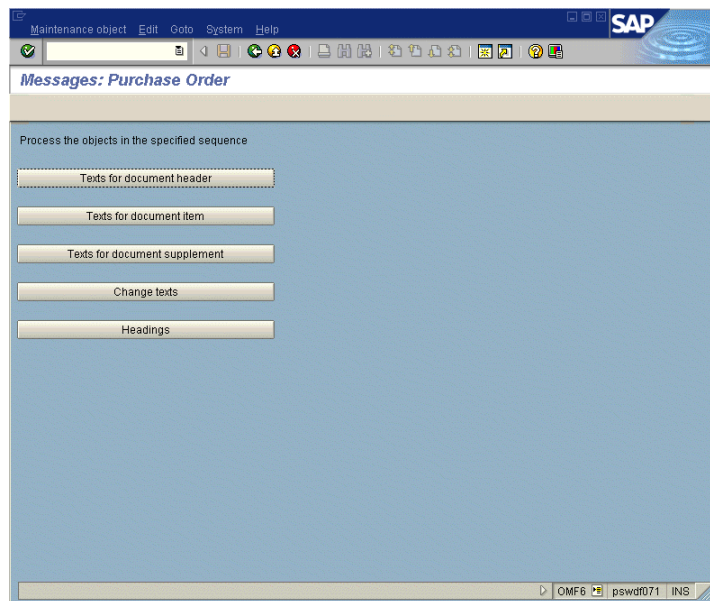 Maintenance object Edit Goto System Help
SAP
Messages: Purchase Order
Process the objects in the specified sequence
Texts for document header
Texts for document item
Texts for document supplement
Change texts
Headings
OMF6 pswdf071 INS